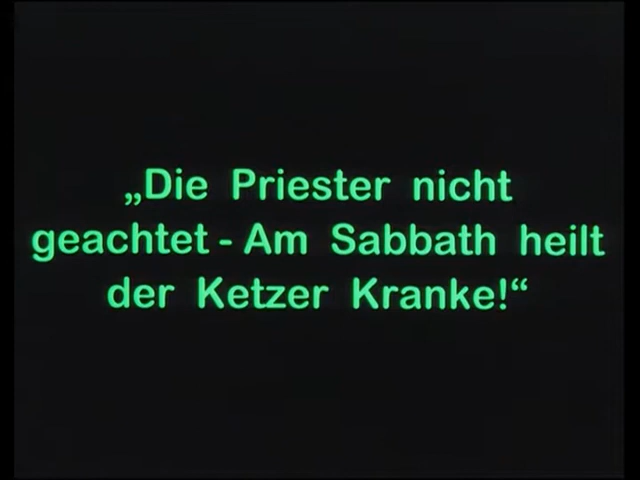 „Die Priester nicht
geachtet - Am Sabbath heilt
der Ketzer Kranke!“